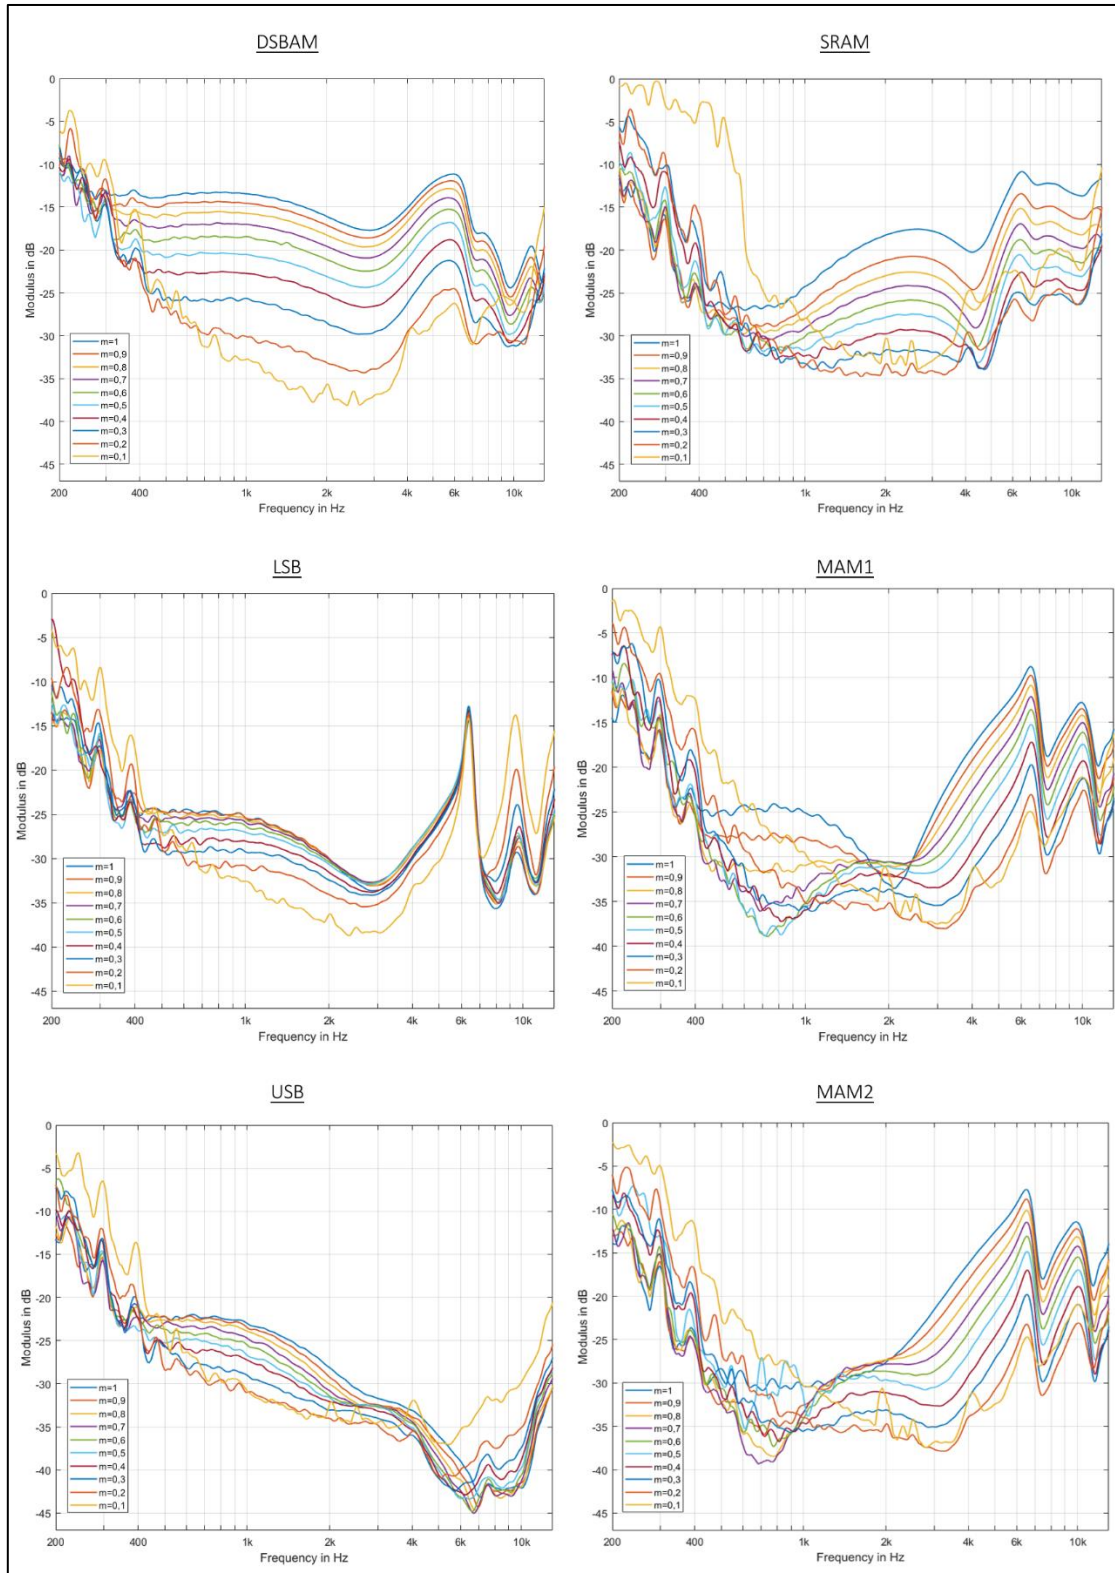 DSBAM
0
-5
-10
-15
-20
-25
-30
-35
-40
-45
Modulus in dB
m=1
m=0,9
m=0,8
m=0,7
m=0,6
m=0,5
m=0,4
m=0,3
m=0,2
m=0,1
200 400 1k 2k 4k 6k 10k
Frequency in Hz
SRAM
0
-5
-10
-15
-20
-25
-30
-35
-40
-45
Modulus in dB
m=1
m=0,9
m=0,8
m=0,7
m=0,6
m=0,5
m=0,4
m=0,3
m=0,2
m=0,1
200 400 1k 2k 4k 6k 10k
Frequency in Hz
LSB
0
-5
-10
-15
-20
-25
-30
-35
-40
-45
Modulus in dB
m=1
m=0,9
m=0,8
m=0,7
m=0,6
m=0,5
m=0,4
m=0,3
m=0,2
m=0,1
200 400 1k 2k 4k 6k 10k
Frequency in Hz
MAM1
0
-5
-10
-15
-20
-25
-30
-35
-40
-45
Modulus in dB
m=1
m=0,9
m=0,8
m=0,7
m=0,6
m=0,5
m=0,4
m=0,3
m=0,2
m=0,1
200 400 1k 2k 4k 6k 10k
Frequency in Hz
USB
0
-5
-10
-15
-20
-25
-30
-35
-40
-45
Modulus in dB
m=1
m=0,9
m=0,8
m=0,7
m=0,6
m=0,5
m=0,4
m=0,3
m=0,2
m=0,1
200 400 1k 2k 4k 6k 10k
Frequency in Hz
MAM2
0
-5
-10
-15
-20
-25
-30
-35
-40
-45
Modulus in dB
m=1
m=0,9
m=0,8
m=0,7
m=0,6
m=0,5
m=0,4
m=0,3
m=0,2
m=0,1
200 400 1k 2k 4k 6k 10k
Frequency in Hz